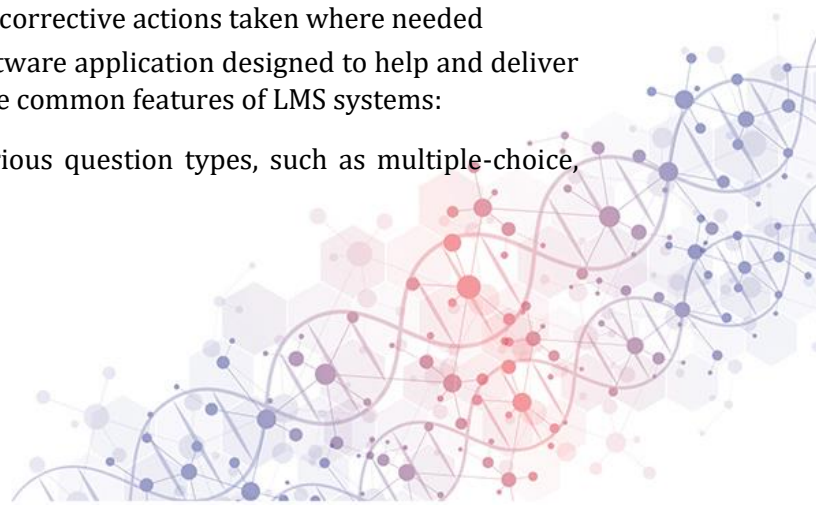 corrective actions taken where needed
tware application designed to help and deliver
e common features of LMS systems:
rious question types, such as multiple-choice,